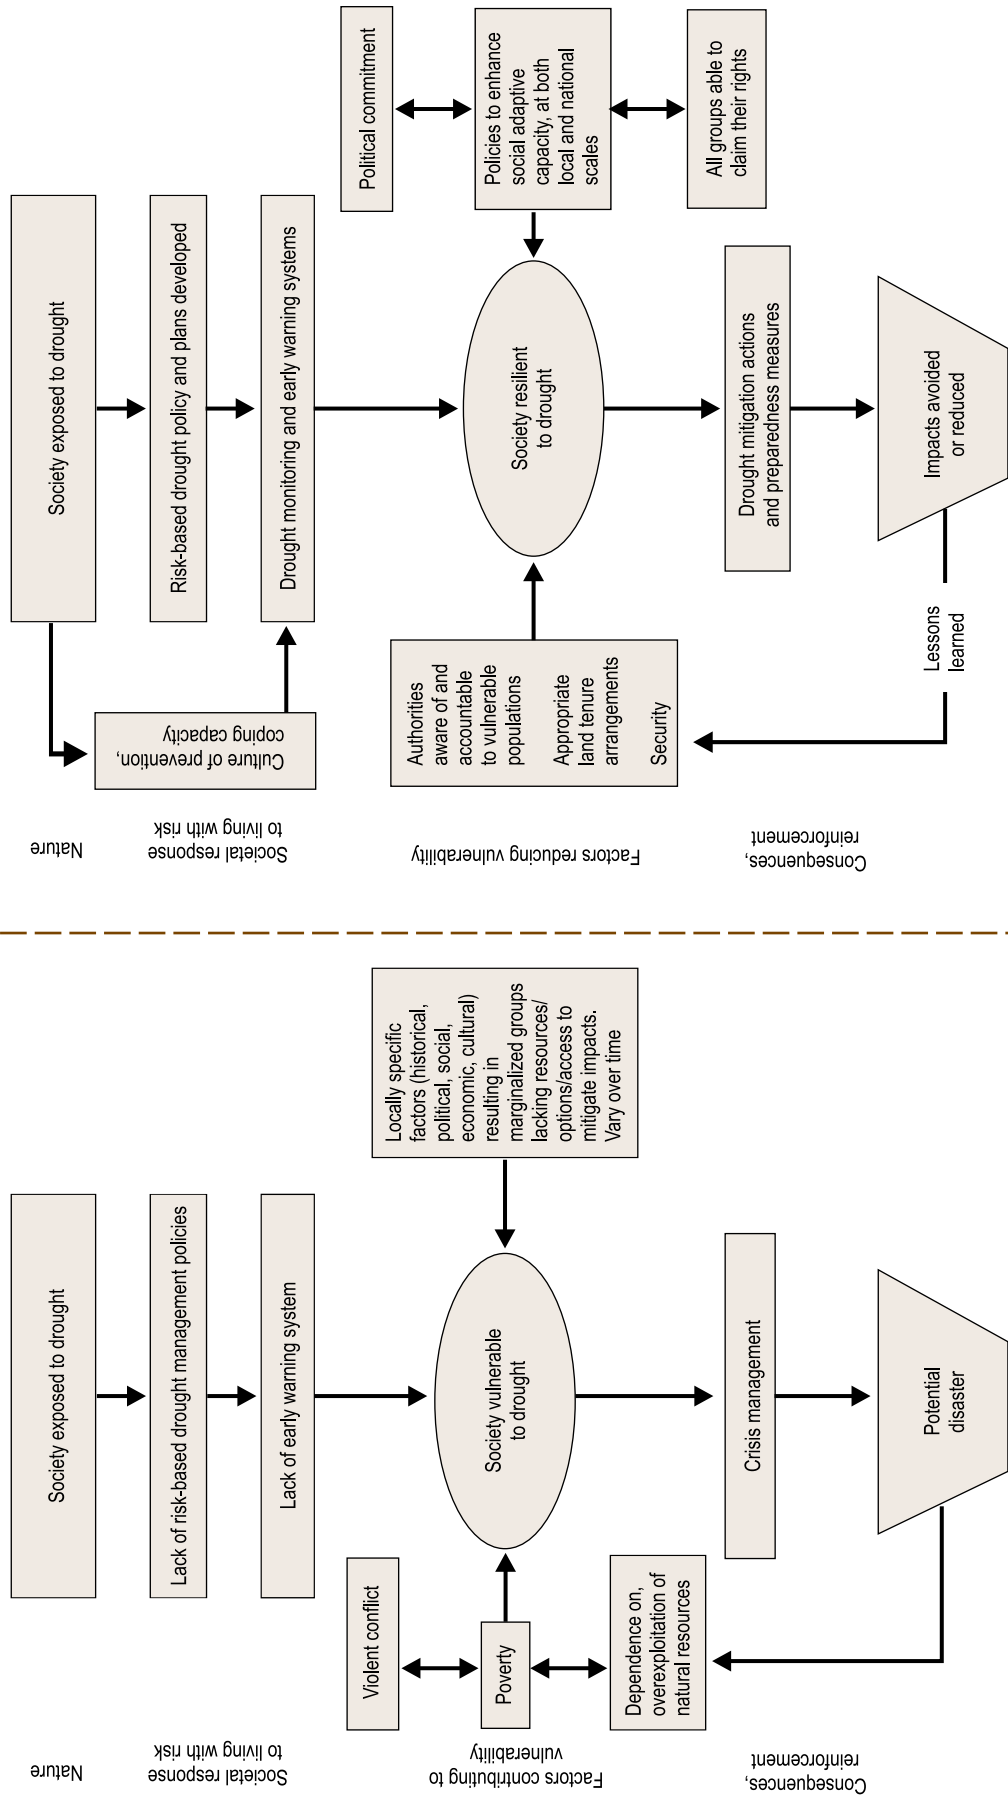 Nature
Society exposed to drought
Societal response
to living with risk
Lack of risk-based drought management policies
Lack of early warning system
Factors contributing to
vulnerability
Violent conflict
Poverty
Dependence on,
overexploitation of
natural resources
Society vulnerable
to drought
Locally specific
factors (historical,
political, social,
economic, cultural)
resulting in
marginalized groups
lacking resources/
options/access to
mitigate impacts.
Vary over time
Consequences,
reinforcement
Crisis management
Potential
disaster
Nature
Society exposed to drought
Societal response
to living with risk
Culture of prevention,
coping capacity
Risk-based drought policy and plans developed
Drought monitoring and early warning systems
Factors reducing vulnerability
Authorities
aware of and
accountable
to vulnerable
populations
Appropriate
land tenure
arrangements
Security
Society resilient
to drought
Political commitment
Policies to enhance
social adaptive
capacity, at both
local and national
scales
All groups able to
claim their rights
Consequences,
reinforcement
Drought mitigation actions
and preparedness measures
Lessons
learned
Impacts avoided
or reduced